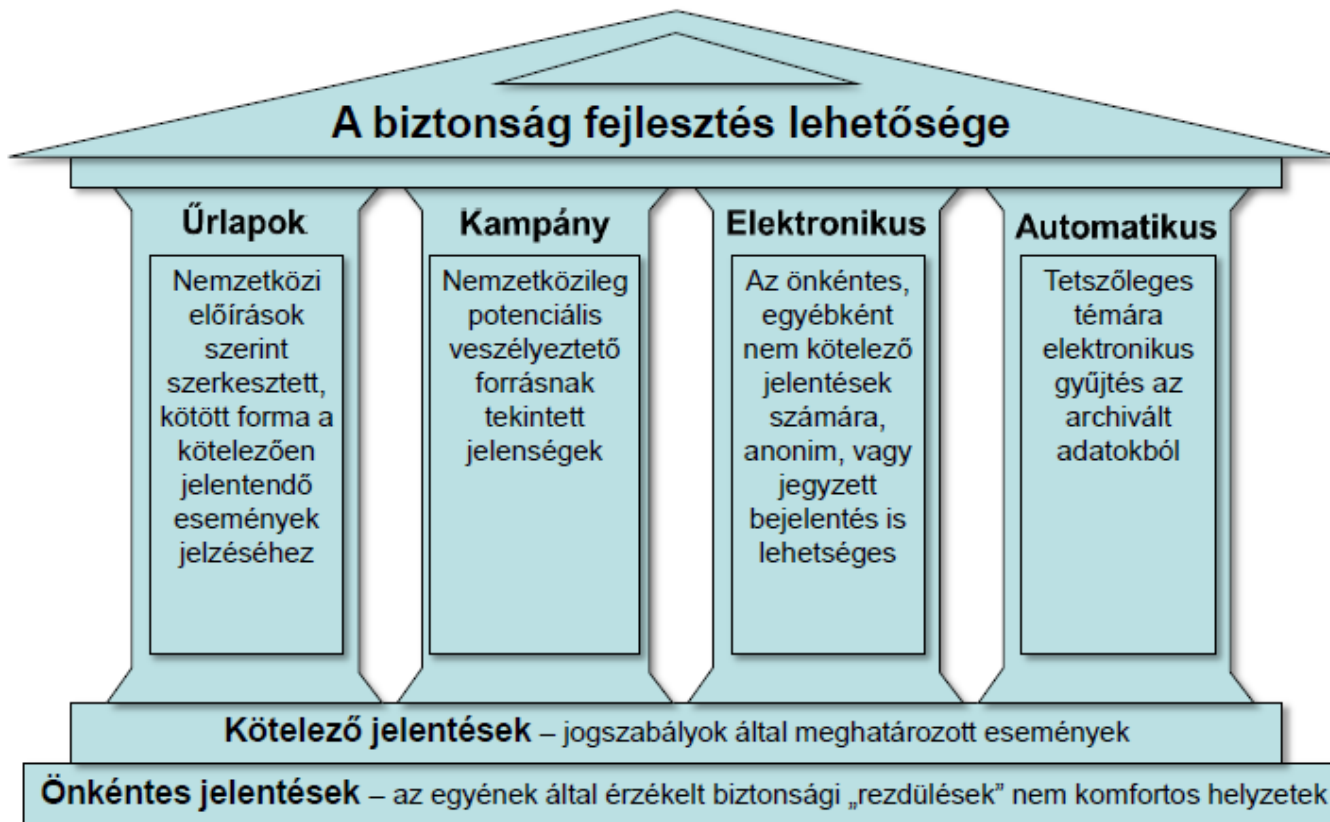 A biztonság fejlesztés lehetősége
Űrlapok
Nemzetközi
előírások
szerint
szerkesztett,
kötött forma a
kötelezően
jelentendő
események
jelzéséhez
Kampány
Nemzetközileg
potenciális
veszélyeztető
forrásnak
tekintett
jelenségek
Elektronikus
Az önkéntes,
egyébként
nem kötelező
jelentések
számára,
anonim, vagy
jegyzett
bejelentés is
lehetséges
Automatikus
Tetszőleges
témára
elektronikus
gyűjtés az
archivált
adatokból
Kötelező jelentések – jogszabályok által meghatározott események
Önkéntes jelentések – az egyének által érzékelt biztonsági „rezdülések” nem komfortos helyzetek